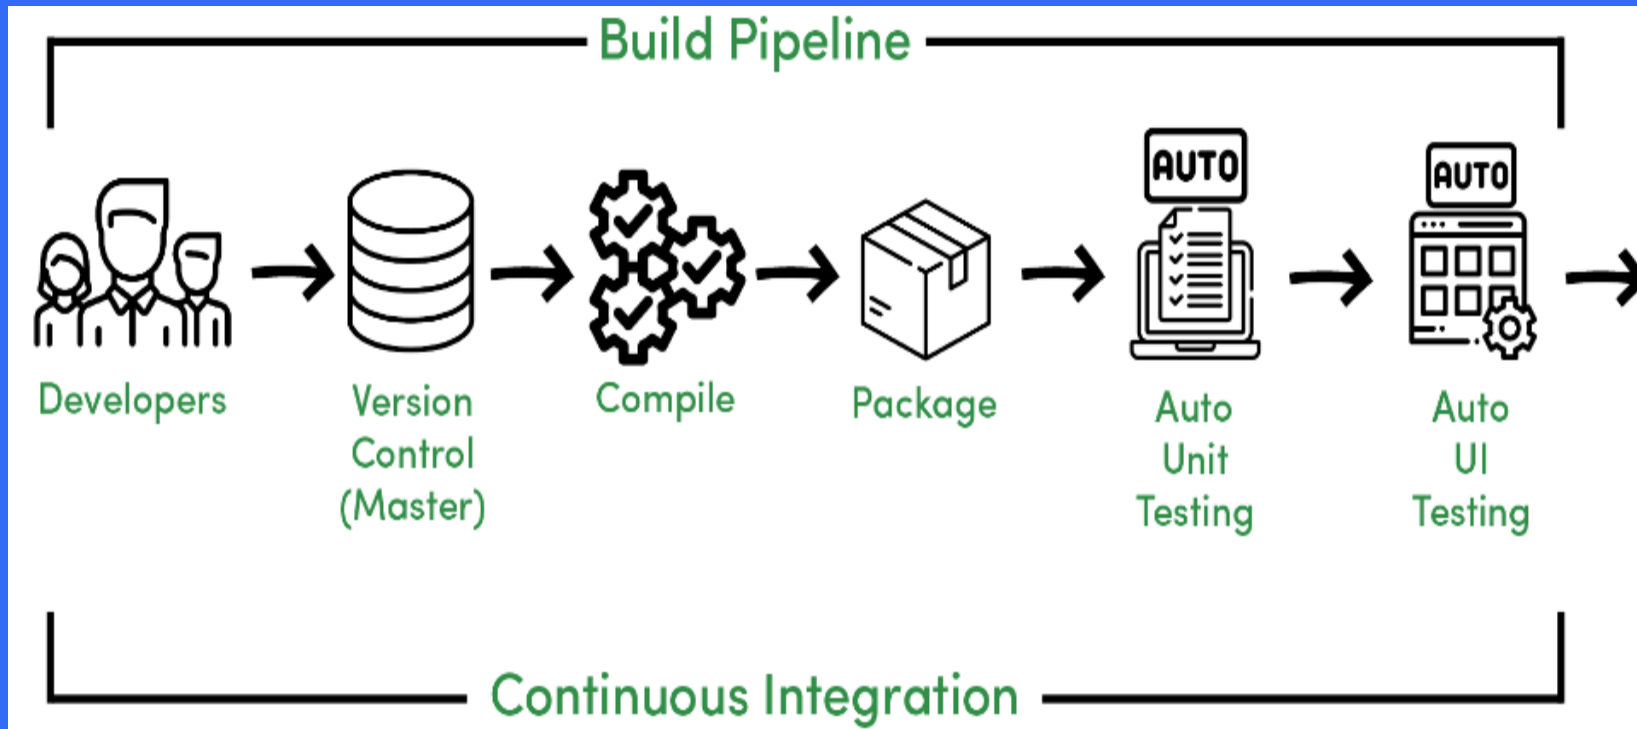 Build Pipeline
AUTO
AUTO
Developers
Version
Control
(Master)
Compile
Package
Auto
Unit
Testing
Auto
UI
Testing
Continuous Integration